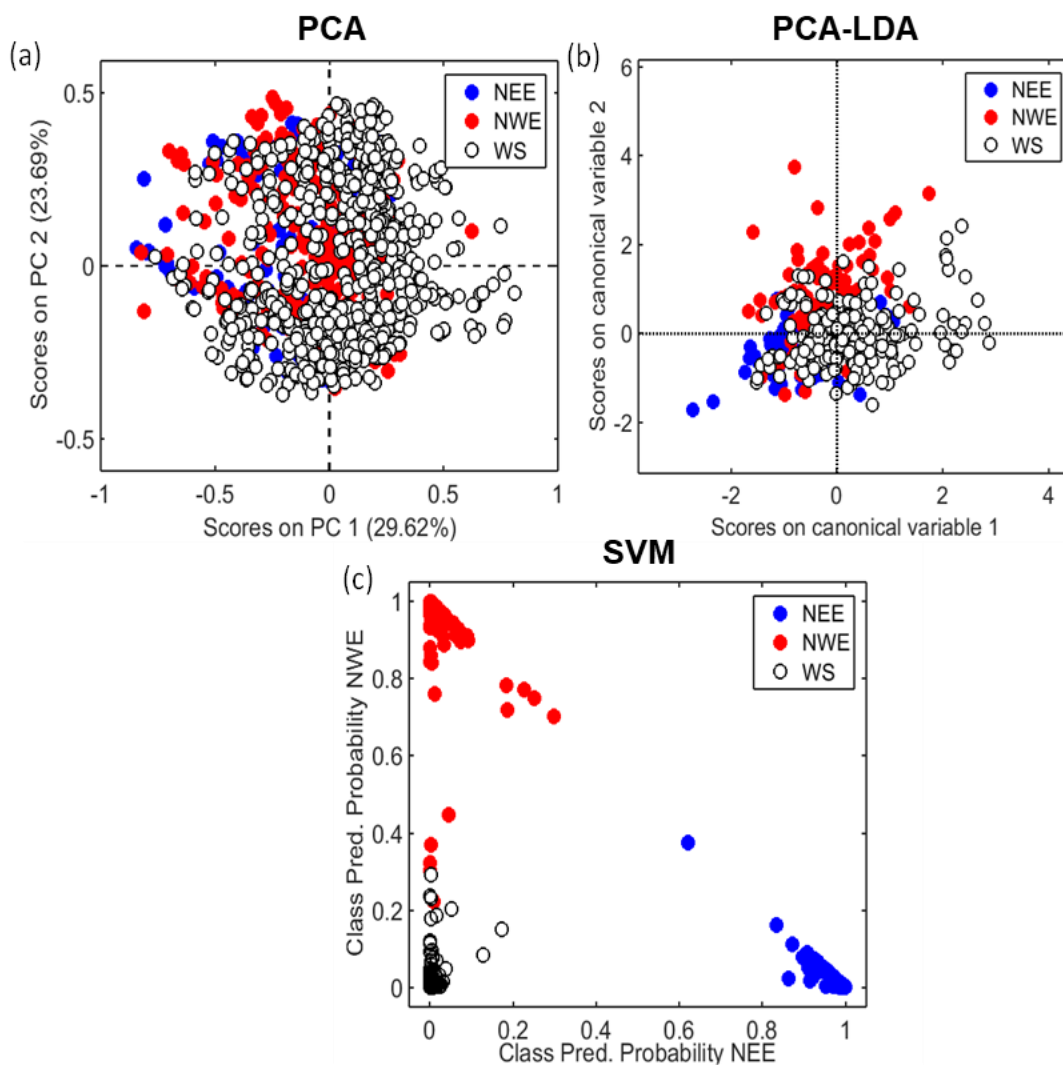 PCA
(a)
NEE
NWE
WS
0.5
0
-0.5
Scores on PC 2 (23.69%)
-1
-0.5
0
0.5
1
Scores on PC 1 (29.62%)
PCA-LDA
(b)
NEE
NWE
WS
6
4
2
0
-2
Scores on canonical variable 2
-2
0
2
4
Scores on canonical variable 1
SVM
(c)
NEE
NWE
WS
1
0.8
0.6
0.4
0.2
0
Class Pred. Probability NWE
0
0.2
0.4
0.6
0.8
1
Class Pred. Probability NEE